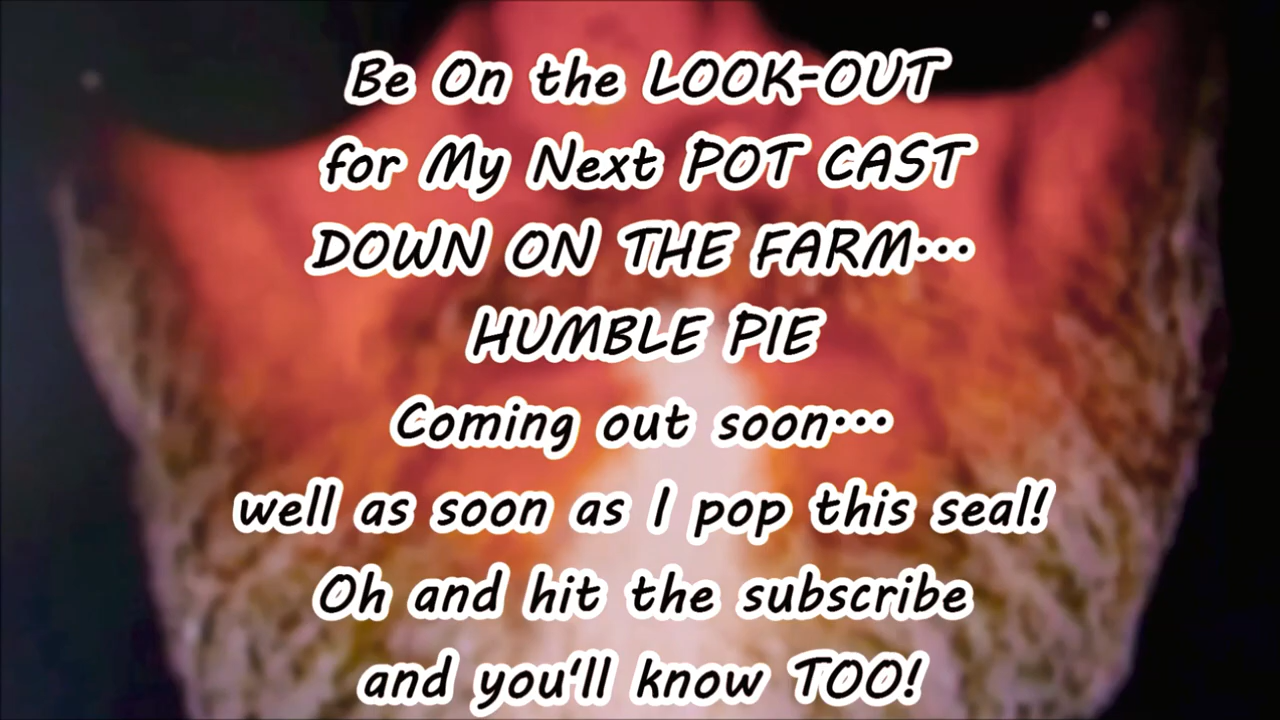 Be On the LOOK-OUT
for My Next POT CAST
DOWN ON THE FARM...
HUMBLE PIE
Coming out soon...
well as soon as I pop this seal!
Oh and hit the subscribe
and you'll know TOO!